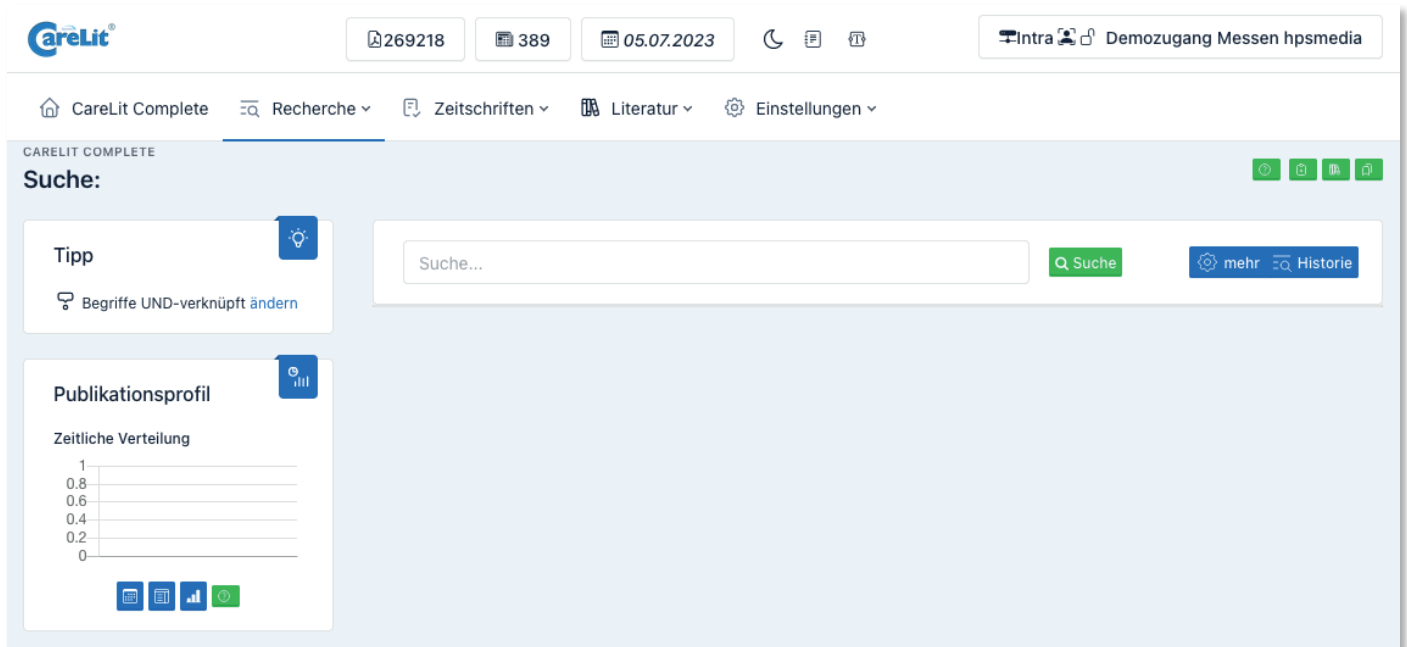 CareLit®
269218
389
05.07.2023
Intra
Demozugang Messen hpsmedia
CareLit Complete
Recherche
Zeitschriften
Literatur
Einstellungen
CARELIT COMPLETE
Suche:
Tipp
Begriffe UND-verknüpft ändern
Suche...
Suche
mehr
Historie
Publikationsprofil
Zeitliche Verteilung
1
0.8
0.6
0.4
0.2
0